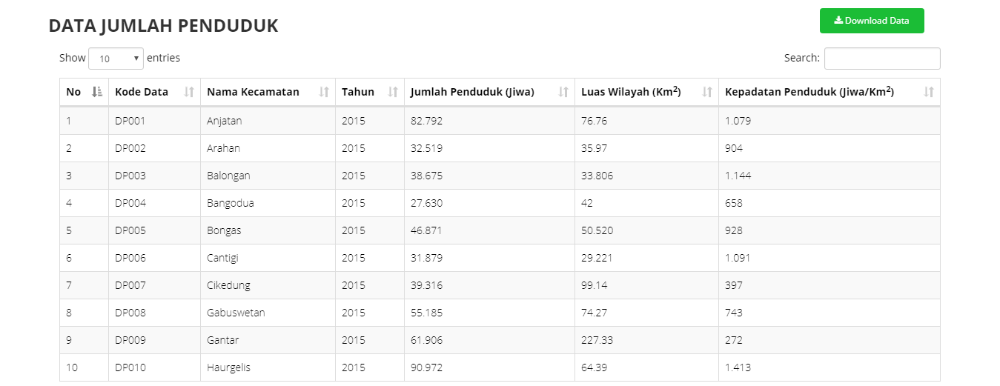 DATA JUMLAH PENDUDUK
Download Data
Show 10 entries
Search:
No Kode Data Nama Kecamatan Tahun Jumlah Penduduk (Jiwa) Luas Wilayah (Km²) Kepadatan Penduduk (Jiwa/Km²)
1 DP001 Anjatan 2015 82.792 76.76 1.079
2 DP002 Arahan 2015 32.519 35.97 904
3 DP003 Balongan 2015 38.675 33.806 1.144
4 DP004 Bangodua 2015 27.630 42 658
5 DP005 Bongas 2015 46.871 50.520 928
6 DP006 Cantigi 2015 31.879 29.221 1.091
7 DP007 Cikedung 2015 39.316 99.14 397
8 DP008 Gabuswetan 2015 55.185 74.27 743
9 DP009 Gantar 2015 61.906 227.33 272
10 DP010 Haurgelis 2015 90.972 64.39 1.413